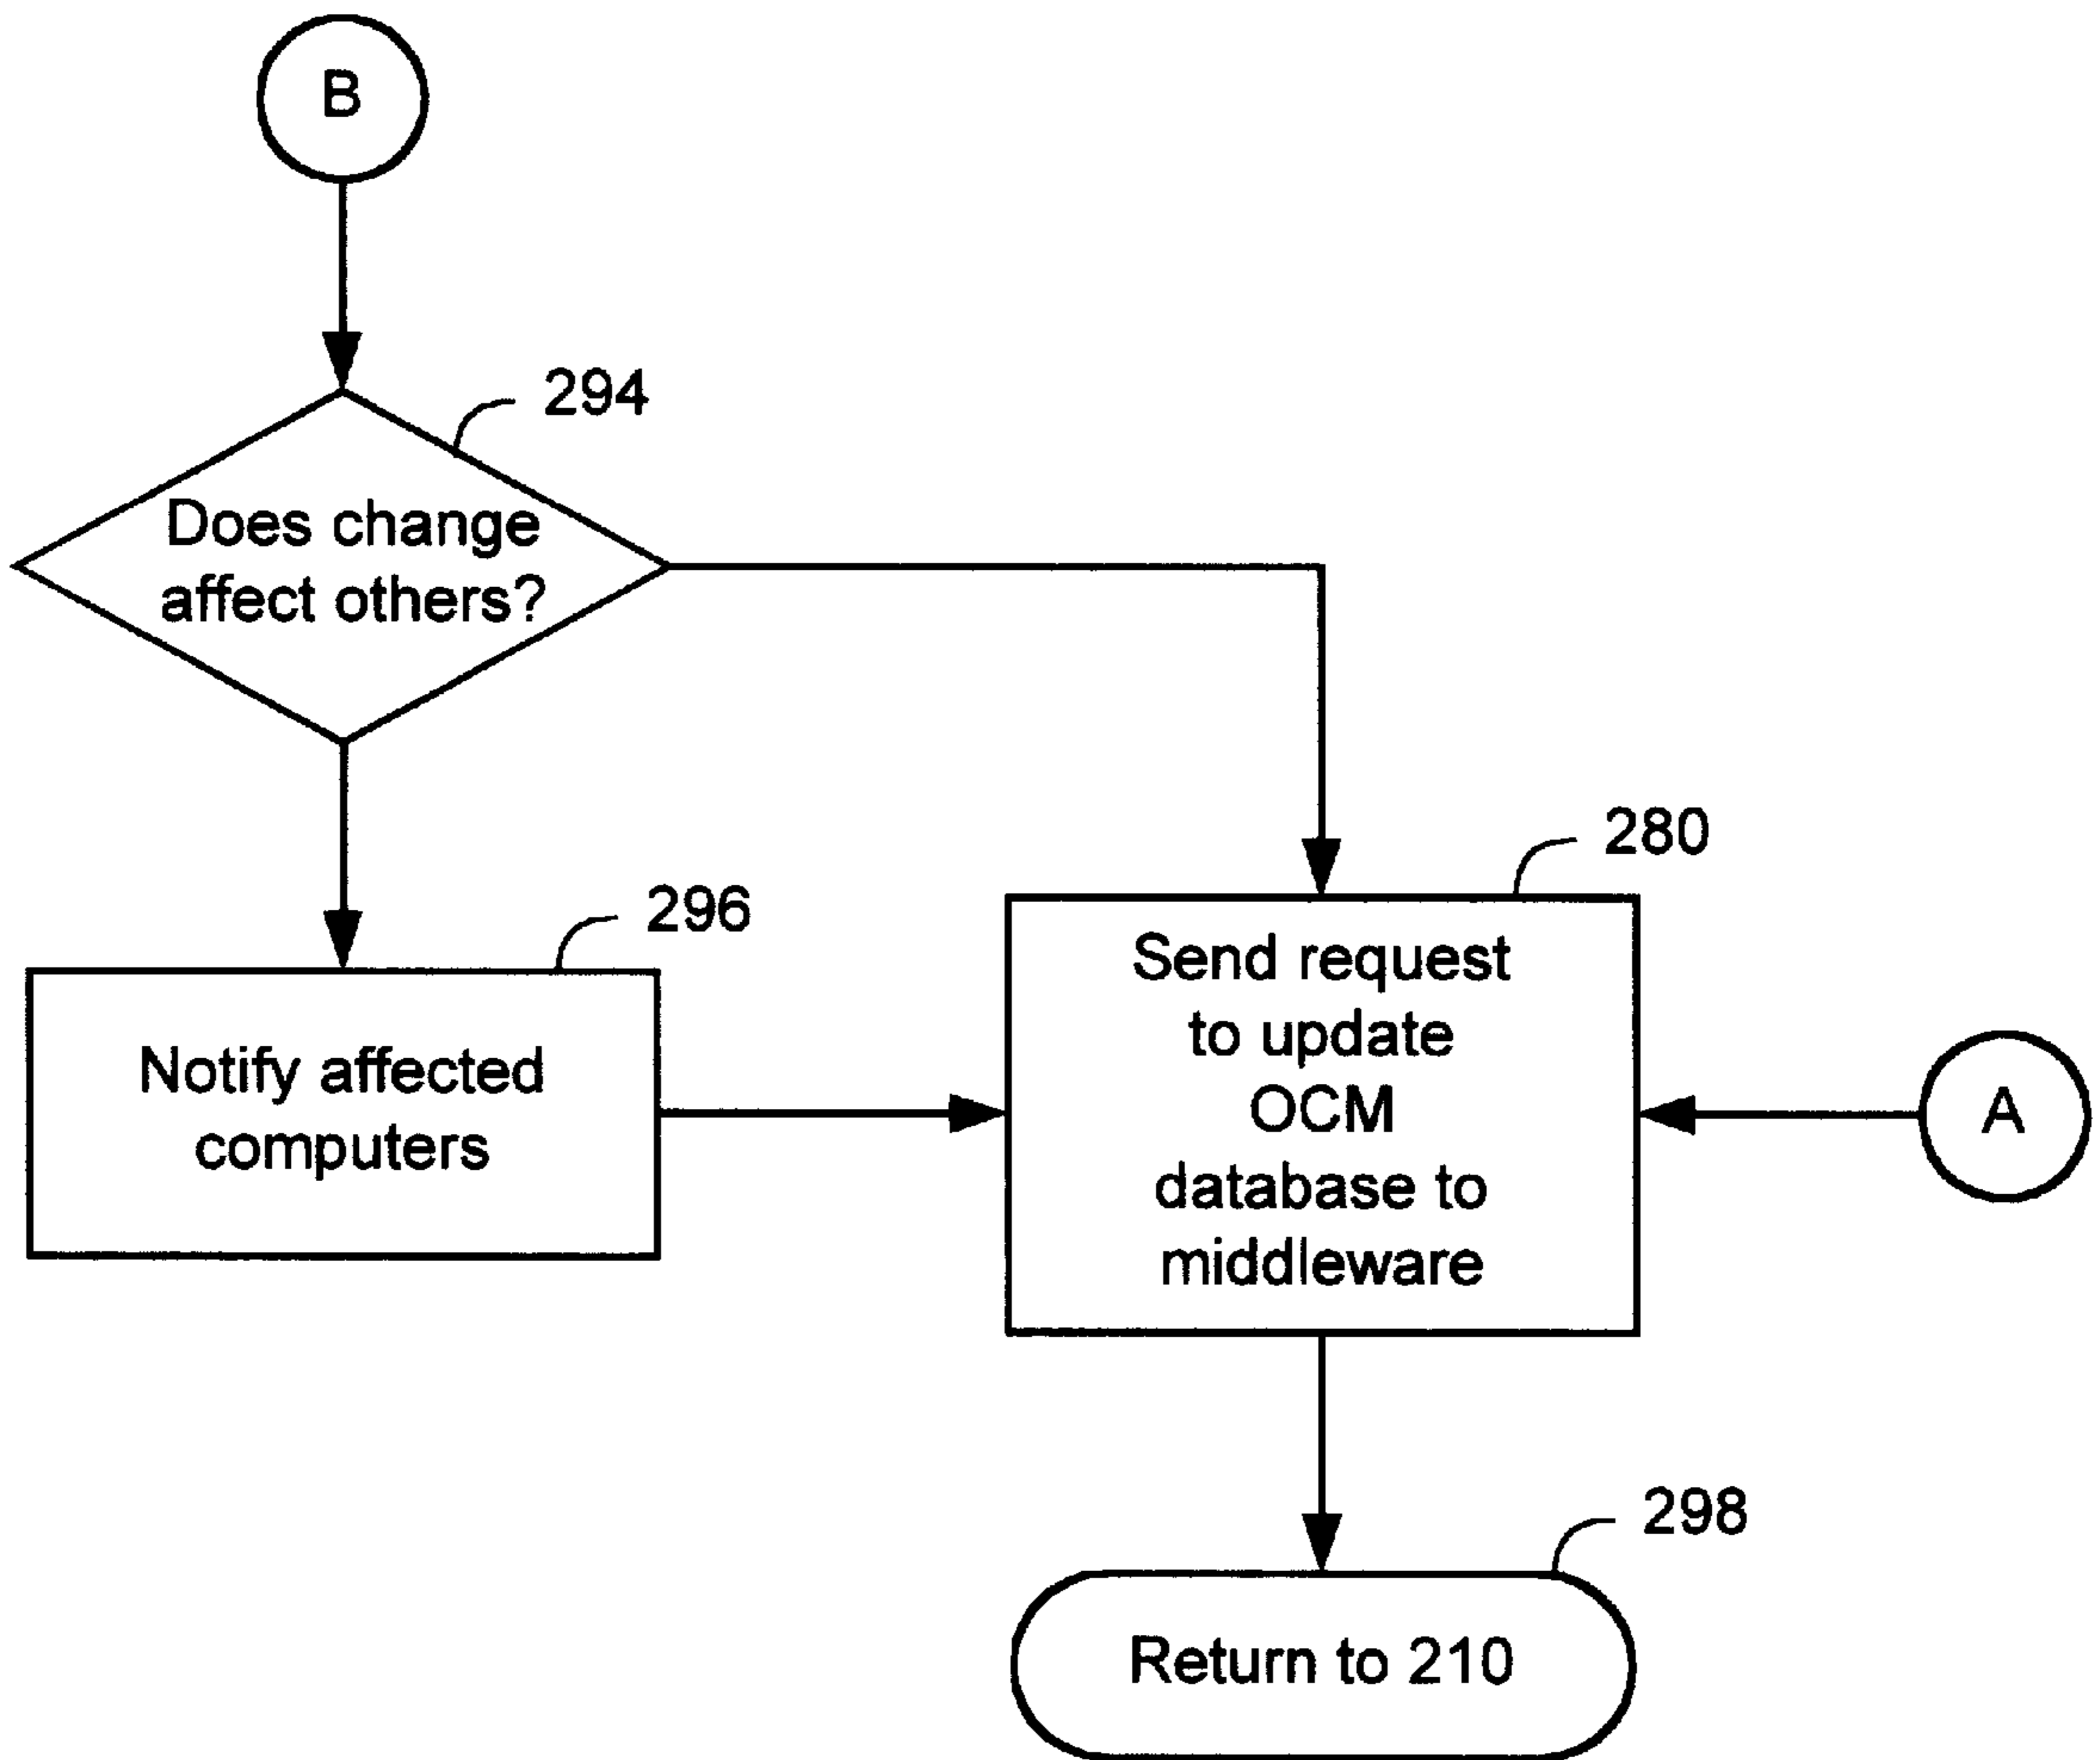 B
294
Does change
affect others?
280
296
Notify affected
computers
Send request
to update
OCM
database to
middleware
A
298
Return to 210